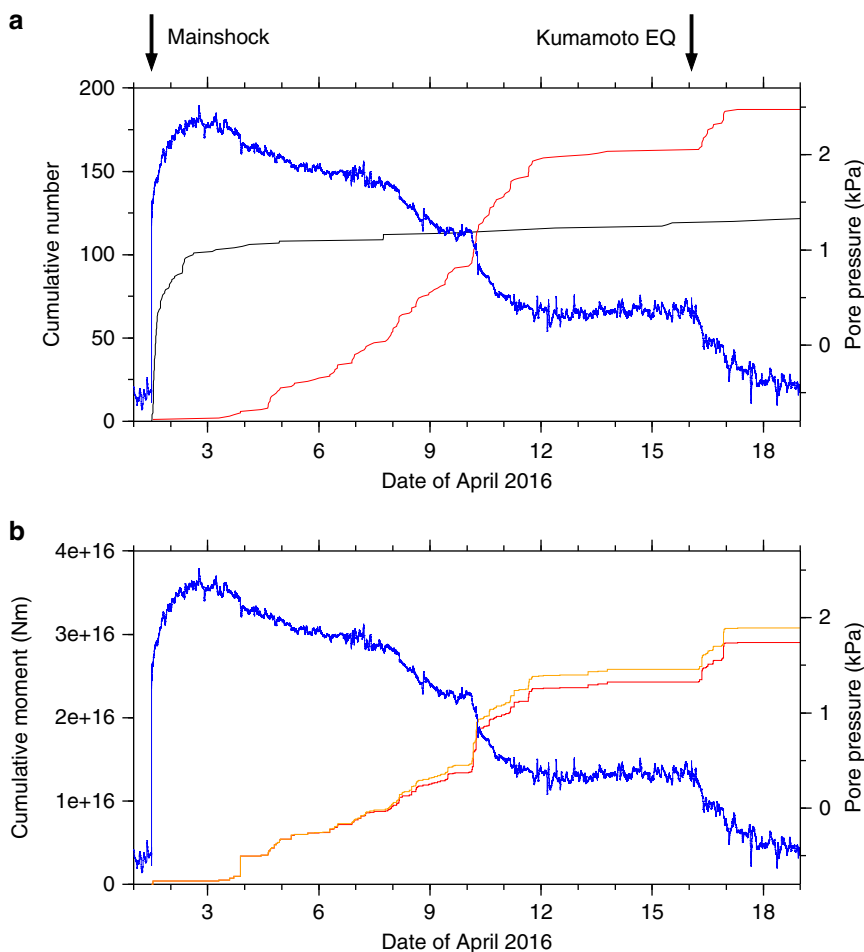 a
Mainshock
Kumamoto EQ
200
150
100
50
0
Cumulative number
2
1
0
Pore pressure (kPa)
3 6 9 12 15 18
Date of April 2016
b
4e+16
3e+16
2e+16
1e+16
0
Cumulative moment (Nm)
2
1
0
Pore pressure (kPa)
3 6 9 12 15 18
Date of April 2016